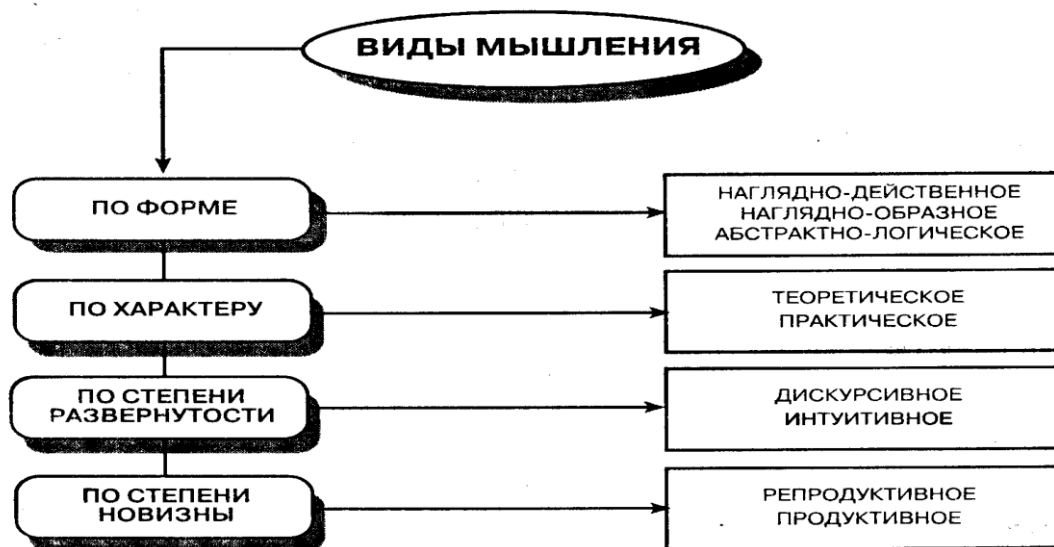 ВИДЫ МЫШЛЕНИЯ
ПО ФОРМЕ
НАГЛЯДНО-ДЕЙСТВЕННОЕ
НАГЛЯДНО-ОБРАЗНОЕ
АБСТРАКТНО-ЛОГИЧЕСКОЕ
ПО ХАРАКТЕРУ
ТЕОРЕТИЧЕСКОЕ
ПРАКТИЧЕСКОЕ
ПО СТЕПЕНИ
РАЗВЕРНУТОСТИ
ДИСКУРСИВНОЕ
ИНТУИТИВНОЕ
ПО СТЕПЕНИ
НОВИЗНЫ
РЕПРОДУКТИВНОЕ
ПРОДУКТИВНОЕ